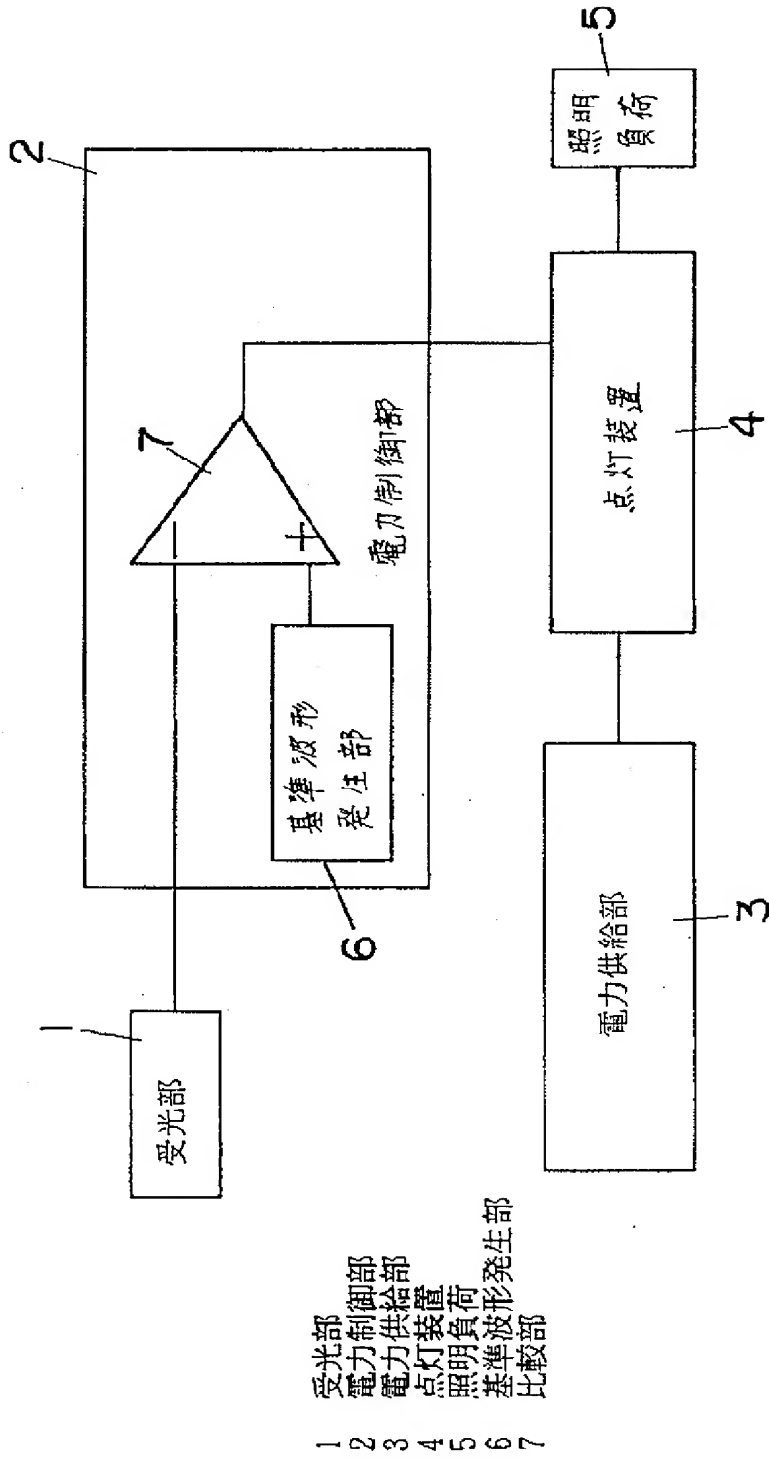 1
受光部
2
7
－
＋
電力制御部
基準波形
発生部
6
電力供給部
3
点灯装置
4
照明
負荷
5
1 受光部
2 電力制御部
3 電力供給部
4 点灯装置
5 照明負荷
6 基準波形発生部
7 比較部